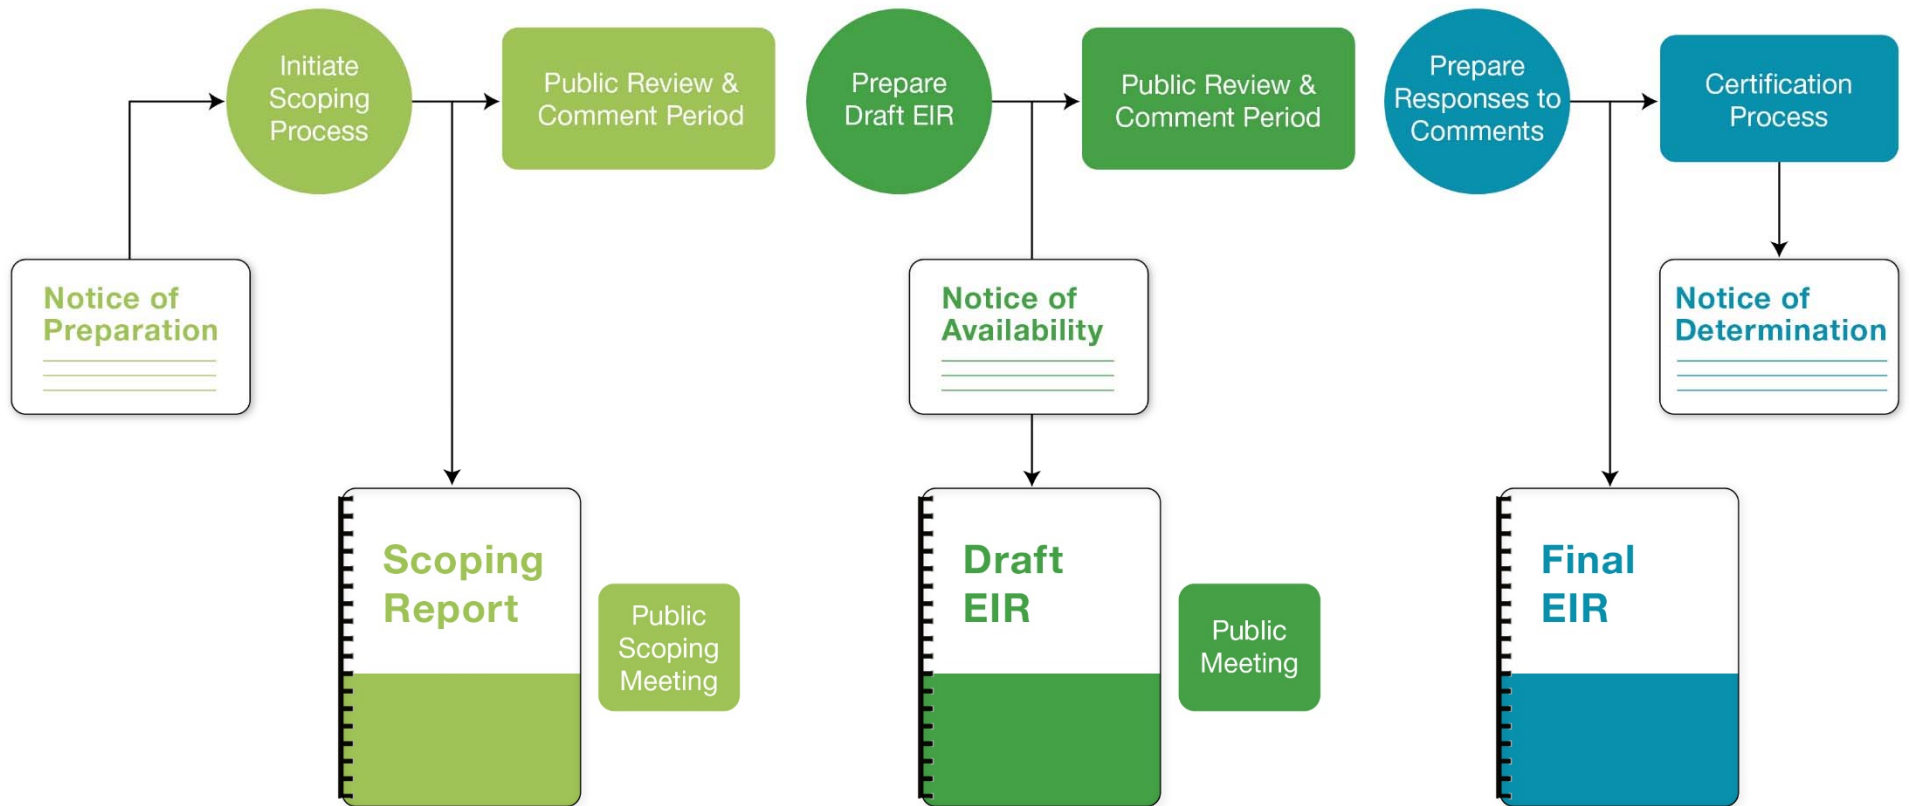 Initiate
Scoping
Process
Public Review &
Comment Period
Notice of
Preparation
Scoping
Report
Public
Scoping
Meeting
Prepare
Draft EIR
Public Review &
Comment Period
Notice of
Availability
Draft
EIR
Public
Meeting
Prepare
Responses to
Comments
Certification
Process
Notice of
Determination
Final
EIR